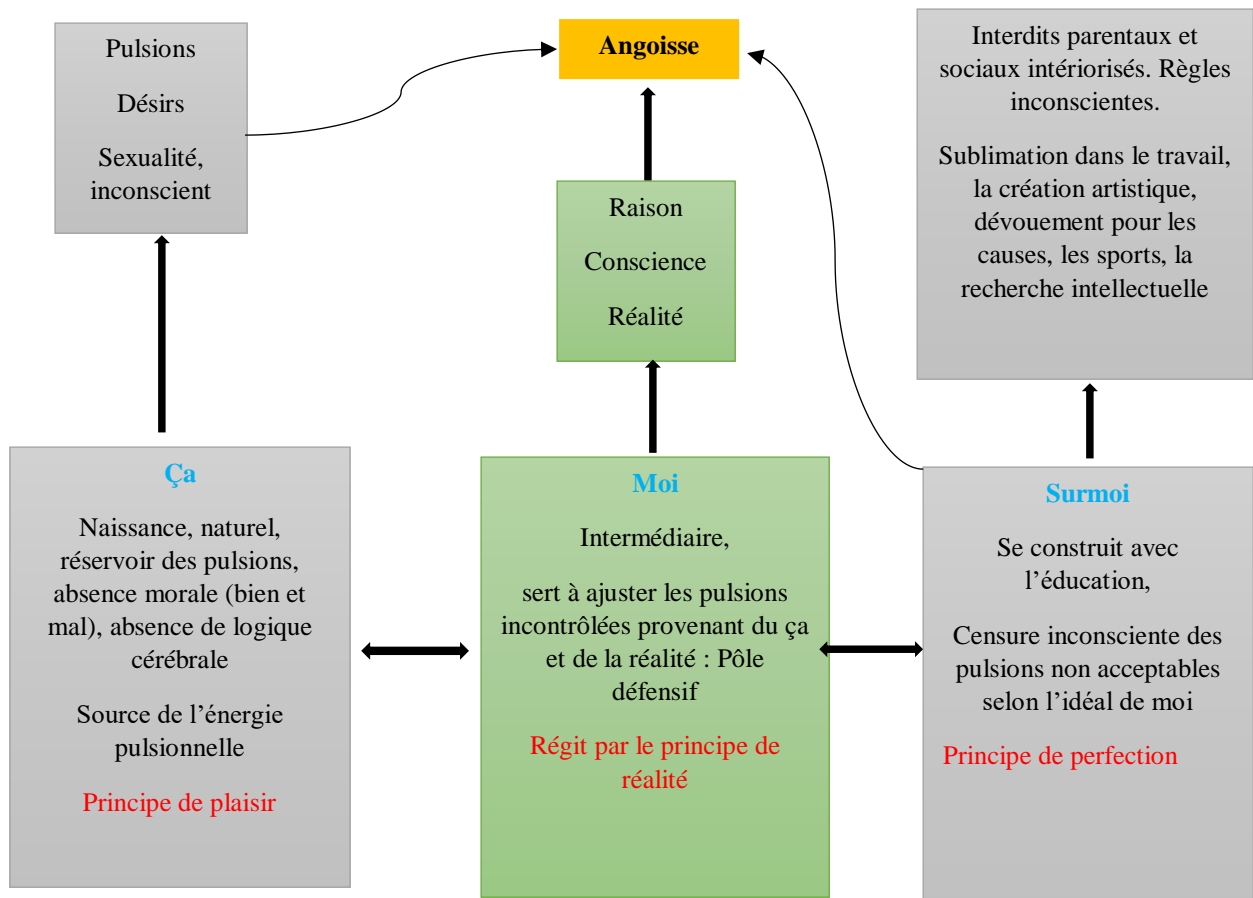 Pulsions
Désirs
Sexualité,
inconscient
Angoisse
Raison
Conscience
Réalité
Interdits parentaux et
sociaux intériorisés. Règles
inconscientes.
Sublimation dans le travail,
la création artistique,
dévouement pour les
causes, les sports, la
recherche intellectuelle
Ça
Naissance, naturel,
réservoir des pulsions,
absence morale (bien et
mal), absence de logique
cérébrale
Source de l’énergie
pulsionnelle
Principe de plaisir
Moi
Intermédiaire,
sert à ajuster les pulsions
incontrôlées provenant du ça
et de la réalité : Pôle
défensif
Régit par le principe de
réalité
Surmoi
Se construit avec
l’éducation,
Censure inconsciente des
pulsions non acceptables
selon l’idéal de moi
Principe de perfection